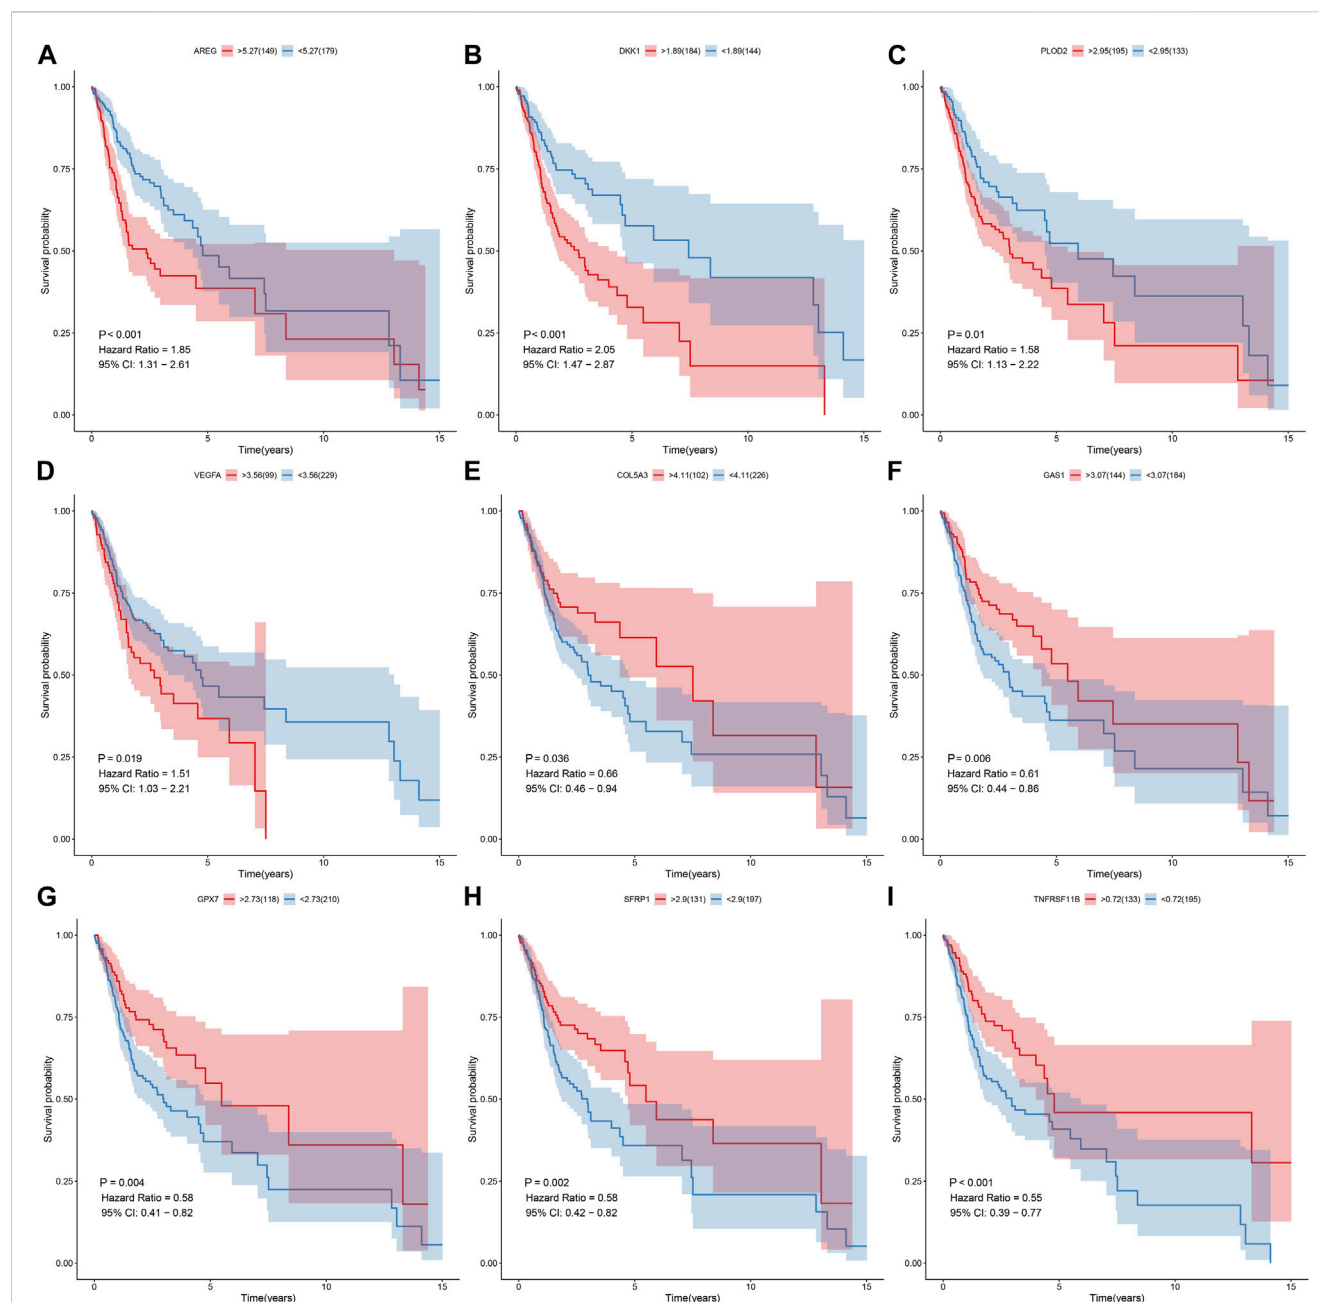 A
AREG >5.27(149) <5.27(179)
Survival probability
1.00
0.75
0.50
0.25
0.00
P < 0.001
Hazard Ratio = 1.85
95% CI: 1.31 − 2.61
0 5 10 15
Time(years)
B
DKK1 >1.89(184) <1.89(144)
Survival probability
1.00
0.75
0.50
0.25
0.00
P < 0.001
Hazard Ratio = 2.05
95% CI: 1.47 − 2.87
0 5 10 15
Time(years)
C
PLOD2 >2.95(195) <2.95(133)
Survival probability
1.00
0.75
0.50
0.25
0.00
P = 0.01
Hazard Ratio = 1.58
95% CI: 1.13 − 2.22
0 5 10 15
Time(years)
D
VEGFA >3.56(99) <3.56(229)
Survival probability
1.00
0.75
0.50
0.25
0.00
P = 0.019
Hazard Ratio = 1.51
95% CI: 1.03 − 2.21
0 5 10 15
Time(years)
E
COL5A3 >4.11(102) <4.11(226)
Survival probability
1.00
0.75
0.50
0.25
0.00
P = 0.036
Hazard Ratio = 0.66
95% CI: 0.46 − 0.94
0 5 10 15
Time(years)
F
GAS1 >3.07(144) <3.07(184)
Survival probability
1.00
0.75
0.50
0.25
0.00
P = 0.006
Hazard Ratio = 0.61
95% CI: 0.44 − 0.86
0 5 10 15
Time(years)
G
GPX7 >2.73(118) <2.73(210)
Survival probability
1.00
0.75
0.50
0.25
0.00
P = 0.004
Hazard Ratio = 0.58
95% CI: 0.41 − 0.82
0 5 10 15
Time(years)
H
SFRP1 >2.9(131) <2.9(197)
Survival probability
1.00
0.75
0.50
0.25
0.00
P = 0.002
Hazard Ratio = 0.58
95% CI: 0.42 − 0.82
0 5 10 15
Time(years)
I
TNFRSF11B >0.72(133) <0.72(195)
Survival probability
1.00
0.75
0.50
0.25
0.00
P < 0.001
Hazard Ratio = 0.55
95% CI: 0.39 − 0.77
0 5 10 15
Time(years)